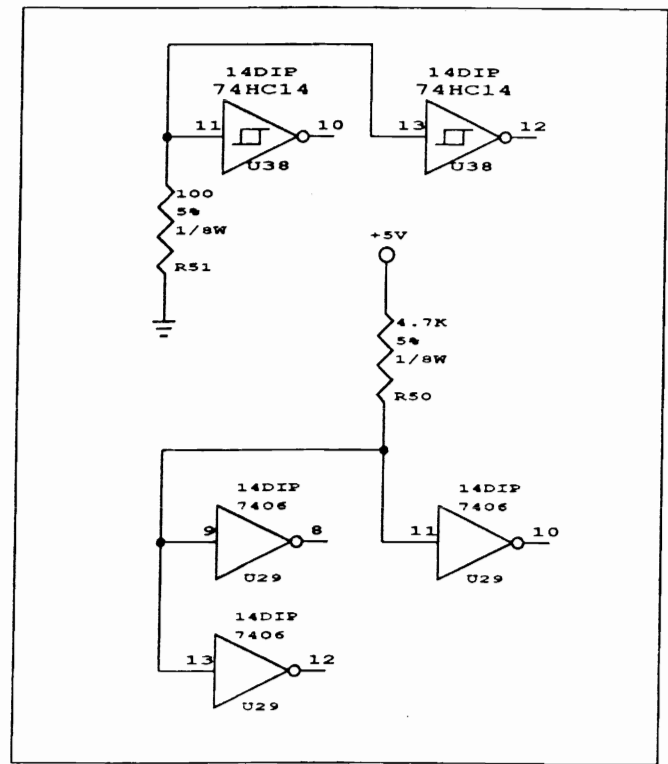 14DIP
74HC14
11
10
U38
14DIP
74HC14
13
12
U38
100
5%
1/8W
R51
+5V
4.7K
5%
1/8W
R50
14DIP
7406
9
8
U29
14DIP
7406
11
10
U29
14DIP
7406
13
12
U29